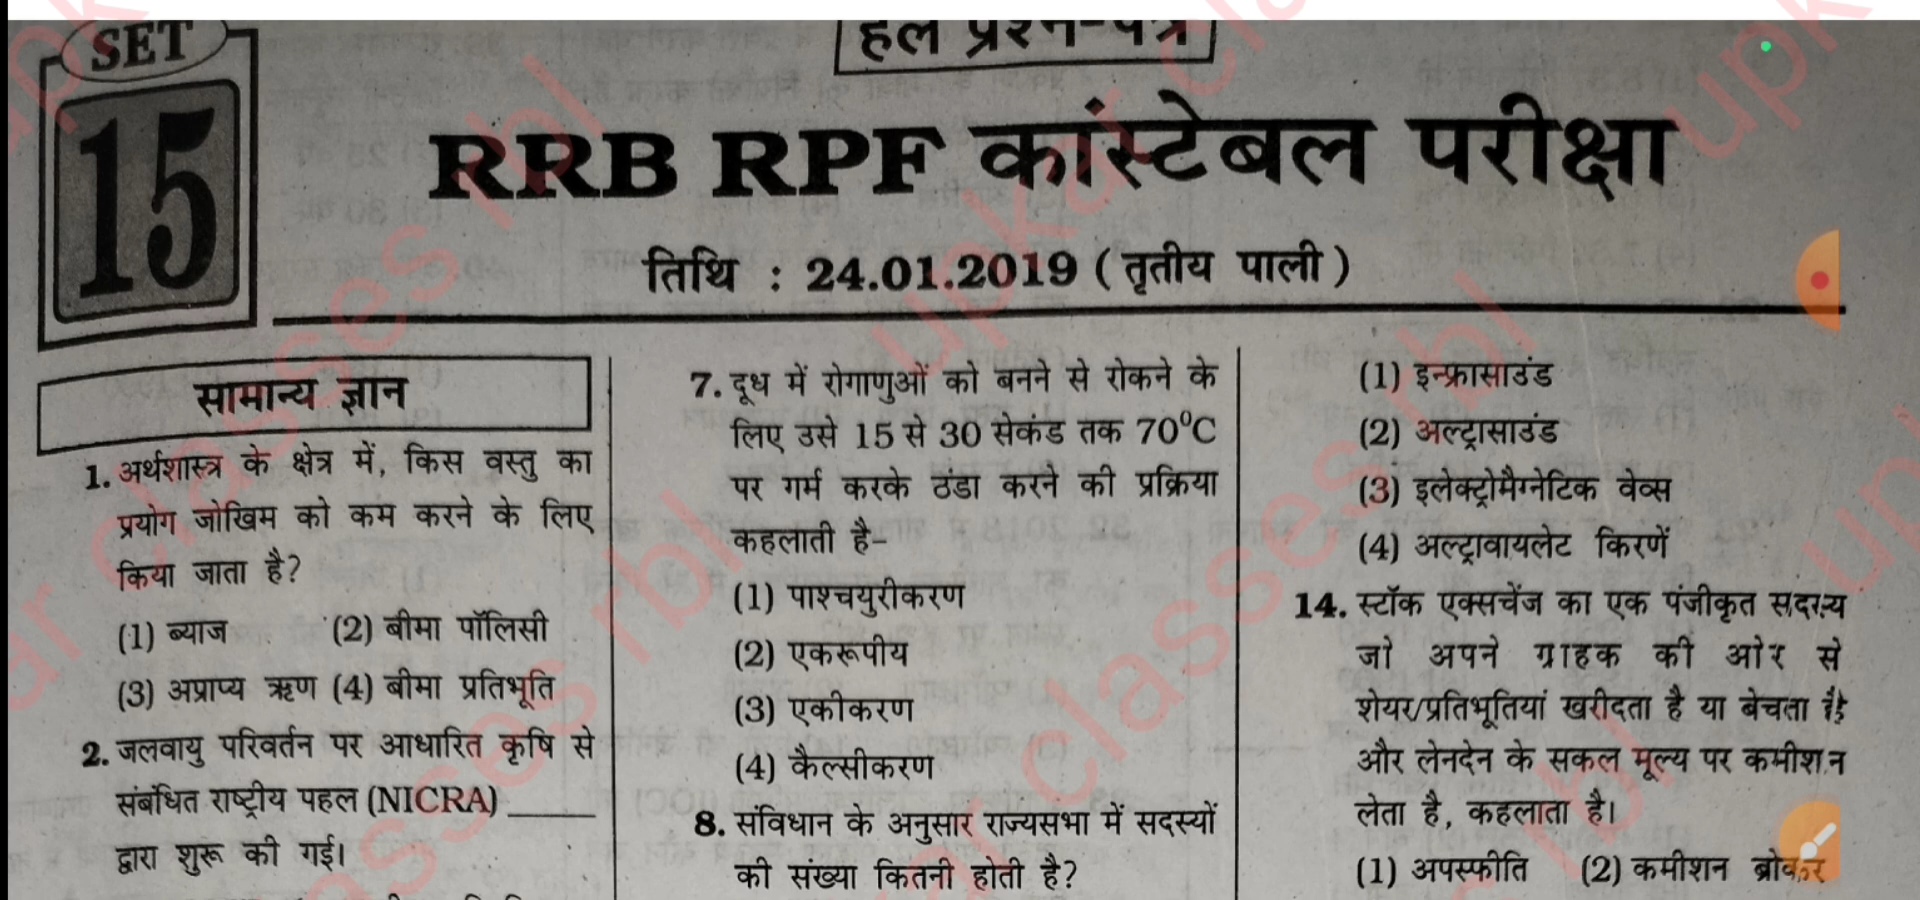 SET
15
हल प्रश्न-पत्र
RRB RPF कांस्टेबल परीक्षा
तिथि : 24.01.2019 ( तृतीय पाली )
सामान्य ज्ञान
1. अर्थशास्त्र के क्षेत्र में, किस वस्तु का
प्रयोग जोखिम को कम करने के लिए
किया जाता है?
(1) ब्याज (2) बीमा पॉलिसी
(3) अप्राप्य ऋण (4) बीमा प्रतिभूति
2. जलवायु परिवर्तन पर आधारित कृषि से
संबंधित राष्ट्रीय पहल (NICRA) ______
द्वारा शुरू की गई।
7. दूध में रोगाणुओं को बनने से रोकने के
लिए उसे 15 से 30 सेकंड तक 70⁰C
पर गर्म करके ठंडा करने की प्रक्रिया
कहलाती है–
(1) पाश्चयुरीकरण
(2) एकरूपीय
(3) एकीकरण
(4) कैल्सीकरण
8. संविधान के अनुसार राज्यसभा में सदस्यों
की संख्या कितनी होती है?
(1) इन्फ्रासाउंड
(2) अल्ट्रासाउंड
(3) इलेक्ट्रोमैग्नेटिक वेव्स
(4) अल्ट्रावायलेट किरणें
14. स्टॉक एक्सचेंज का एक पंजीकृत सदस्य
जो अपने ग्राहक की ओर से
शेयर/प्रतिभूतियां खरीदता है या बेचता है
और लेनदेन के सकल मूल्य पर कमीशन
लेता है, कहलाता है।
(1) अपस्फीति (2) कमीशन ब्रोकर
upkar classes rbl